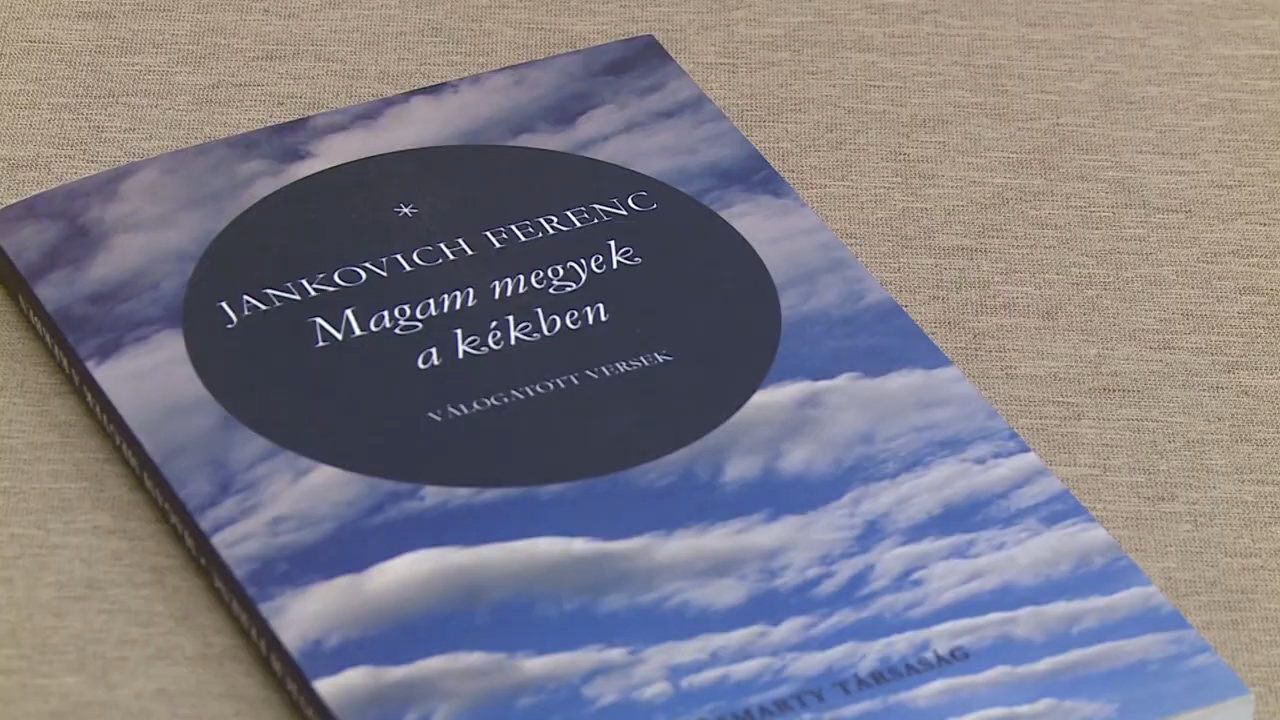 *
JANKOVICH FERENC
Magam megyek
a kékben
VÁLOGATOTT VERSEK
TÁRSASÁG